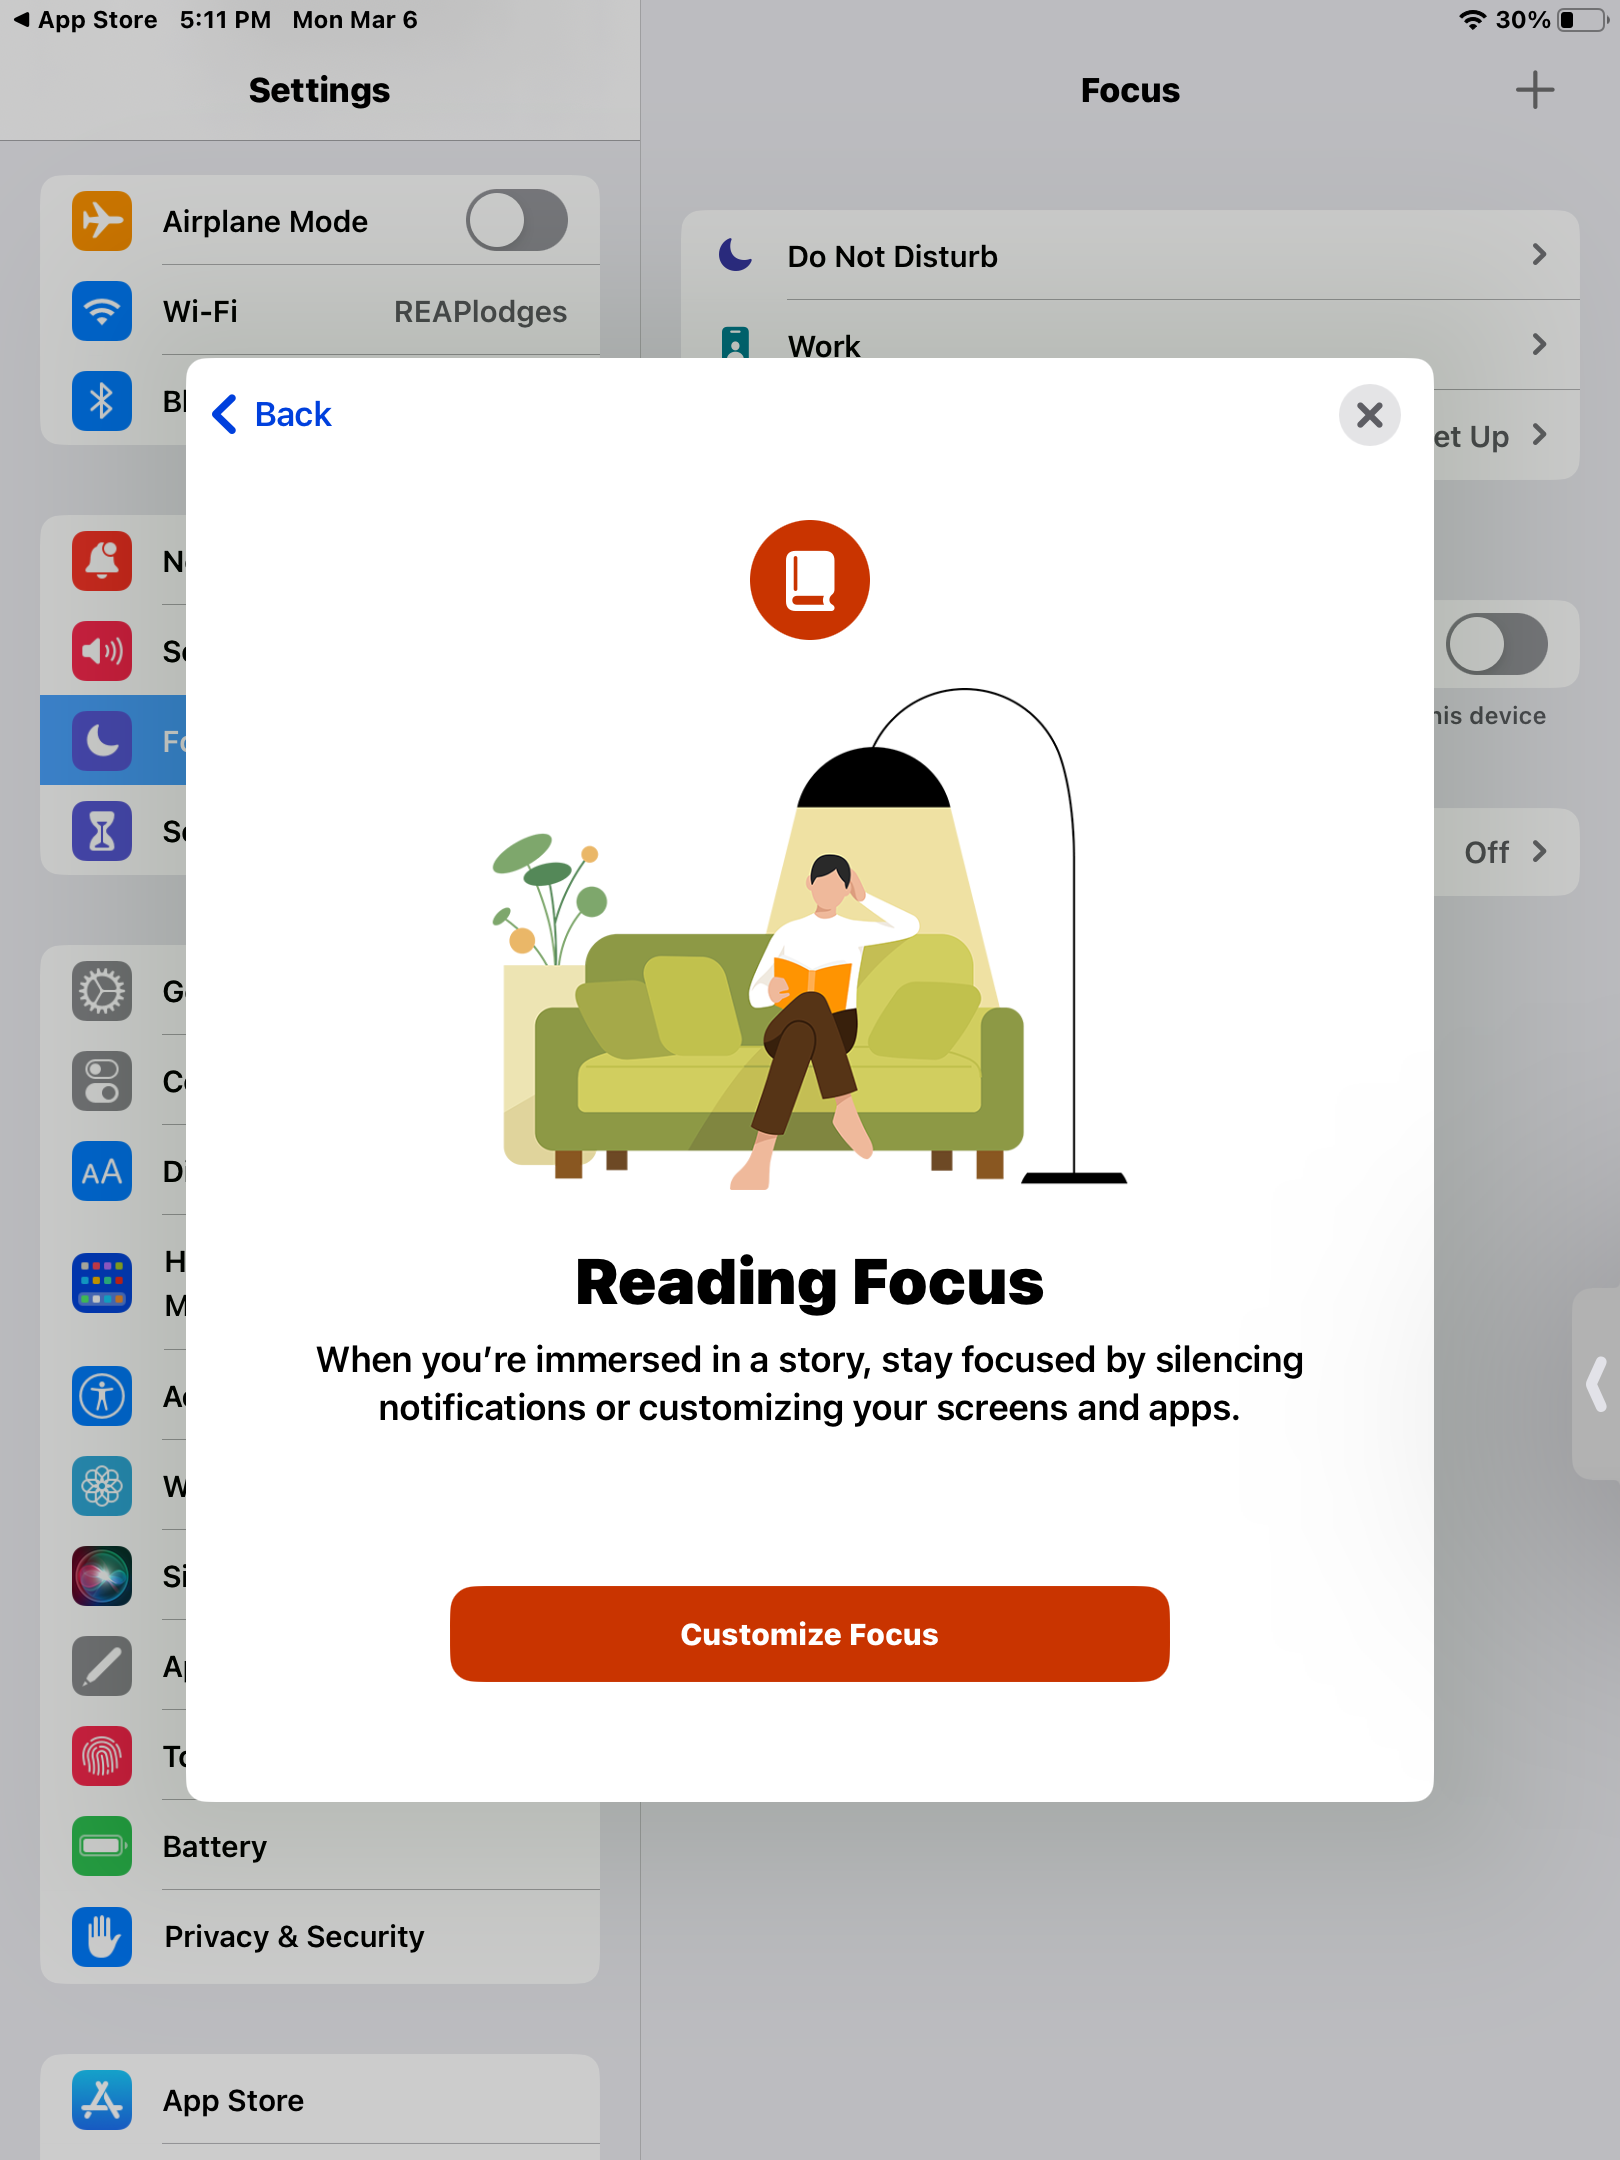 App Store 5:11 PM Mon Mar 6
30%
Settings
Focus
Airplane Mode
Wi-Fi REAPlodges
Do Not Disturb
Work
et Up
his device
Off
Back
AA
Reading Focus
When you’re immersed in a story, stay focused by silencing
notifications or customizing your screens and apps.
Customize Focus
Battery
Privacy & Security
App Store